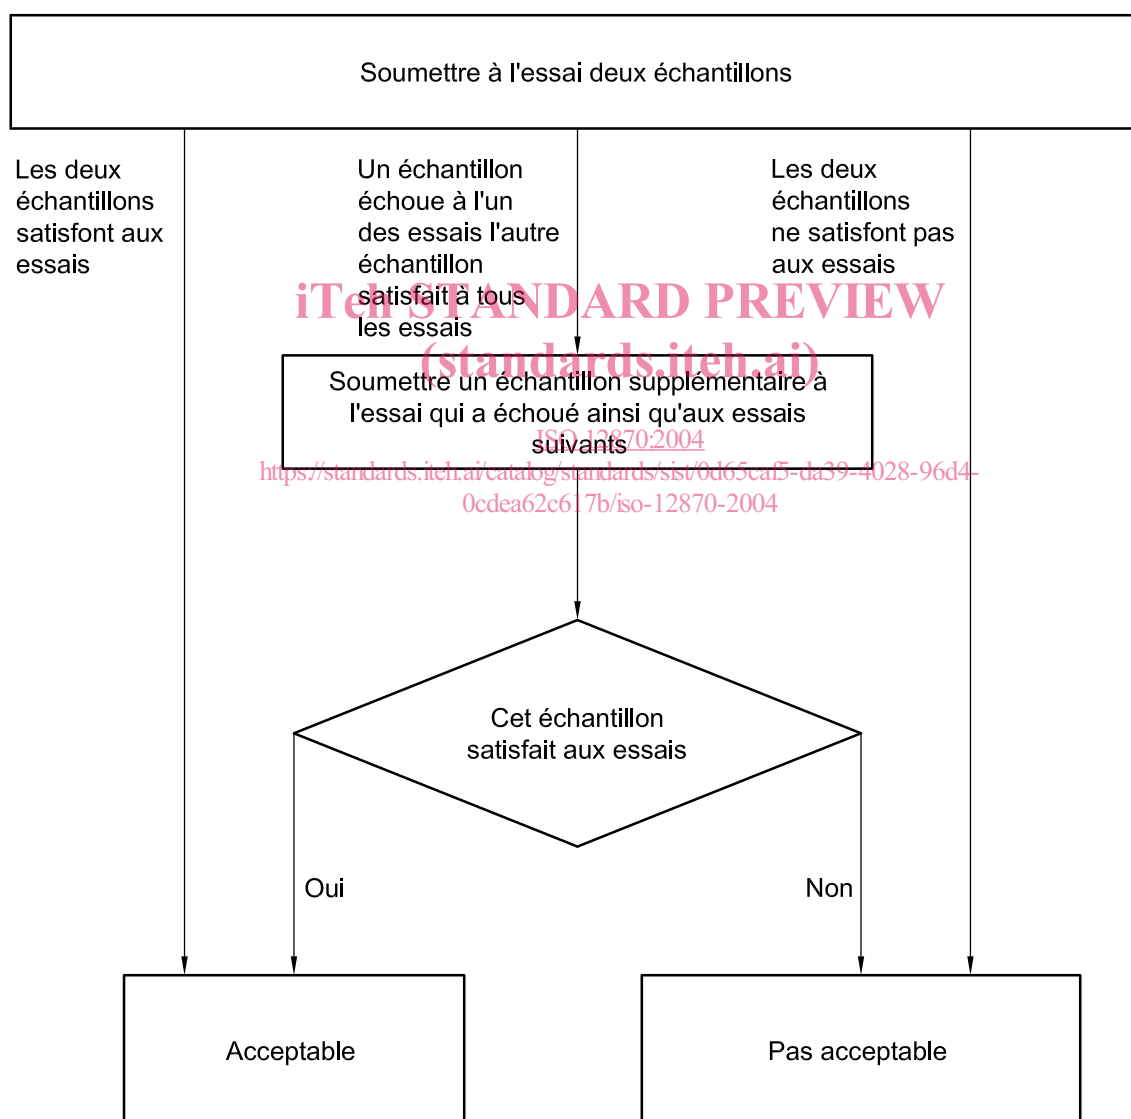 Soumettre à l'essai deux échantillons
Les deux
échantillons
satisfont aux
essais
Un échantillon
échoue à l'un
des essais l'autre
échantillon
satisfait à tous
les essais
Les deux
échantillons
ne satisfont pas
aux essais
iTeh STANDARD PREVIEW
(standards.iteh.ai)
Soumettre un échantillon supplémentaire à
l'essai qui a échoué ainsi qu'aux essais
suivants
ISO 12870:2004
https://standards.iteh.ai/catalog/standards/sist/0d65caf5-da39-4028-96d4-
0cdea62c617b/iso-12870-2004
Cet échantillon
satisfait aux essais
Oui
Non
Acceptable
Pas acceptable